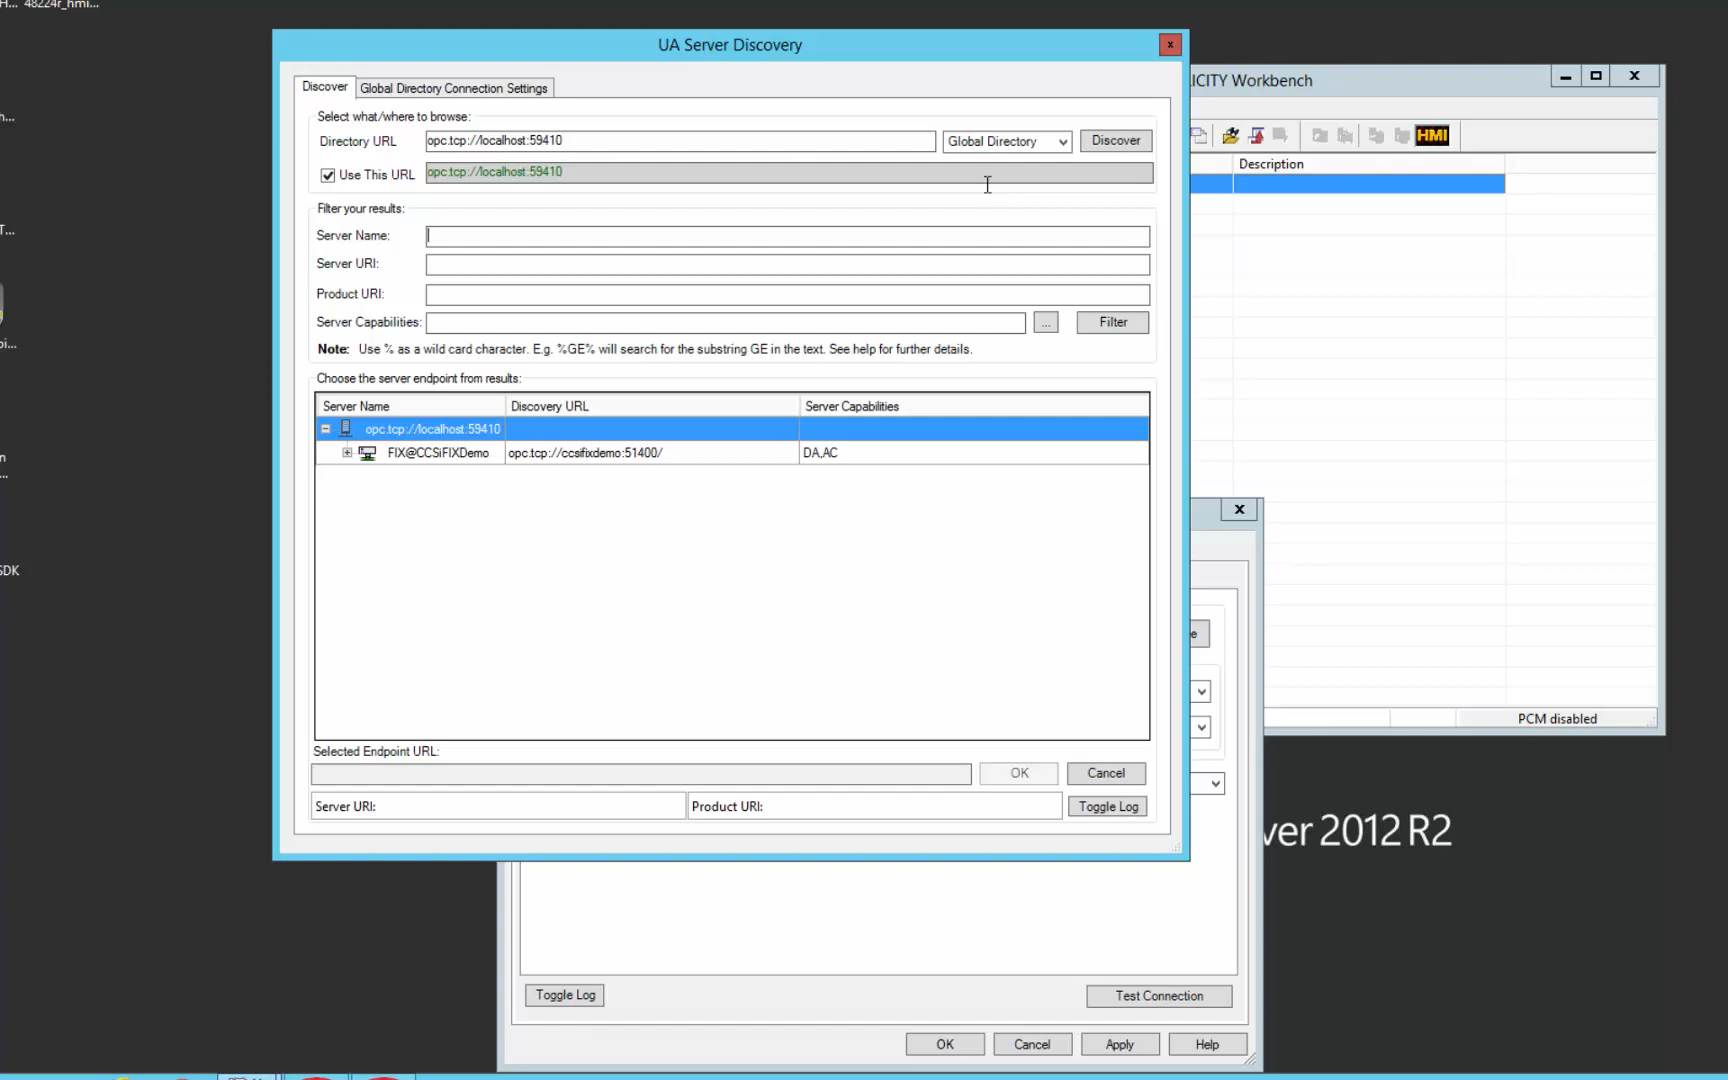 48224r_hmi...
UA Server Discovery
ICITY Workbench
Discover
Global Directory Connection Settings
Select what/where to browse:
Directory URL
opc.tcp://localhost:59410
Global Directory
Discover
HMI
Use This URL
opc.tcp://localhost:59410
Description
Filter your results:
Server Name:
Server URI:
Product URI:
Server Capabilities:
...
Filter
Note: Use % as a wild card character. E.g. %GE% will search for the substring GE in the text. See help for further details.
Choose the server endpoint from results:
Server Name
Discovery URL
Server Capabilities
opc.tcp://localhost:59410
FIX@CCSiFIXDemo
opc.tcp://ccsifixdemo:51400/
DA,AC
SDK
PCM disabled
Selected Endpoint URL:
OK
Cancel
Server URI:
Product URI:
Toggle Log
ver 2012 R2
Toggle Log
Test Connection
OK
Cancel
Apply
Help